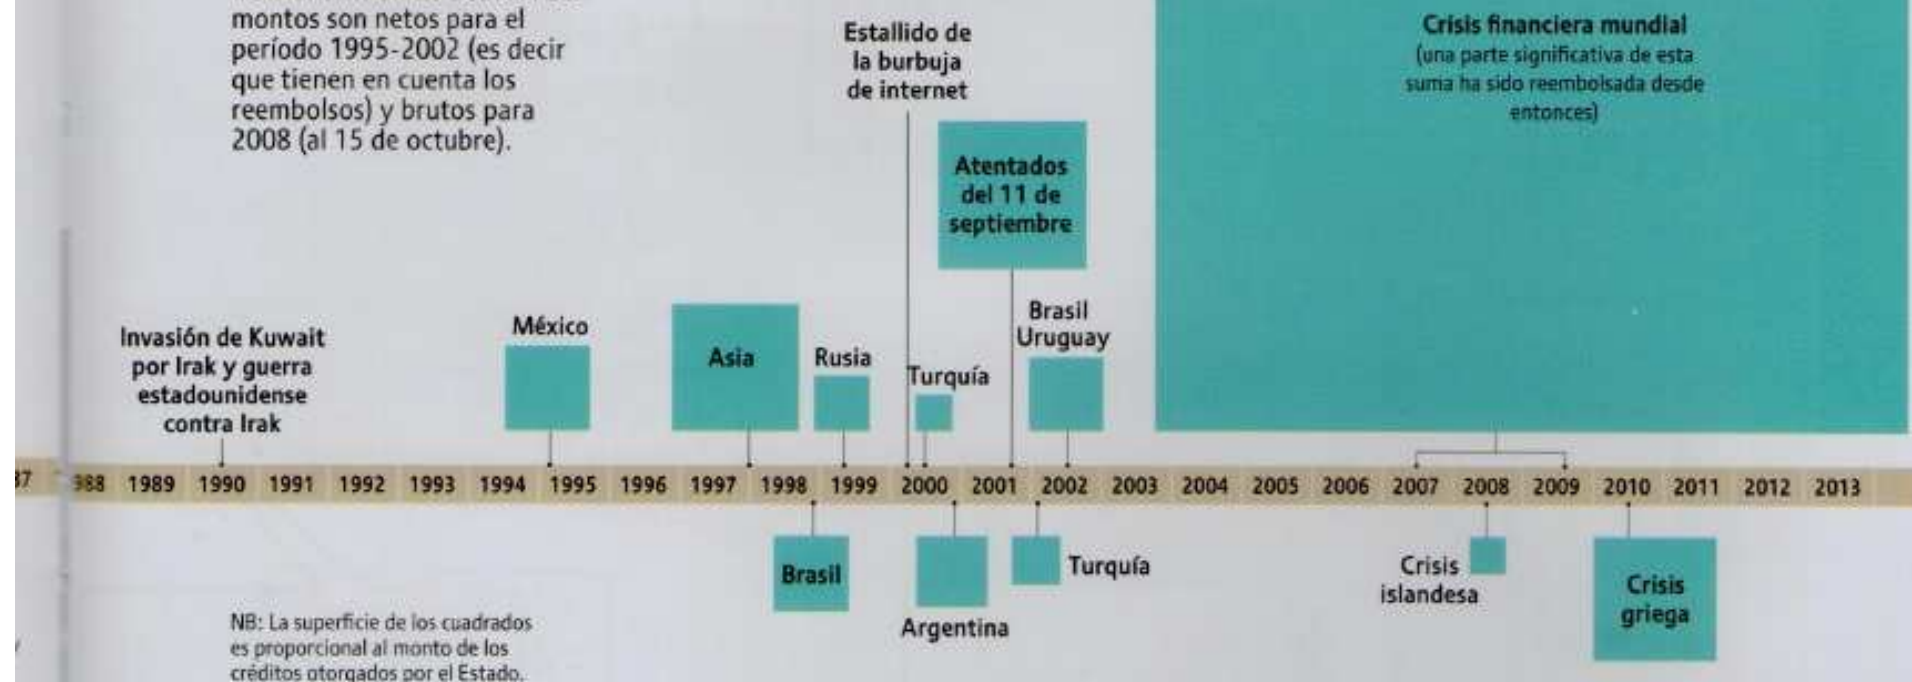 montos son netos para el
período 1995-2002 (es decir
que tienen en cuenta los
reembolsos) y brutos para
2008 (al 15 de octubre).
Estallido de
la burbuja
de internet
Crisis financiera mundial
(una parte significativa de esta
suma ha sido reembolsada desde
entonces)
Atentados
del 11 de
septiembre
Invasión de Kuwait
por Irak y guerra
estadounidense
contra Irak
México
Asia
Rusia
Turquía
Brasil
Uruguay
37 988 1989 1990 1991 1992 1993 1994 1995 1996 1997 1998 1999 2000 2001 2002 2003 2004 2005 2006 2007 2008 2009 2010 2011 2012 2013
Brasil
Argentina
Turquía
Crisis
islandesa
Crisis
griega
NB: La superficie de los cuadrados
es proporcional al monto de los
créditos otorgados por el Estado.